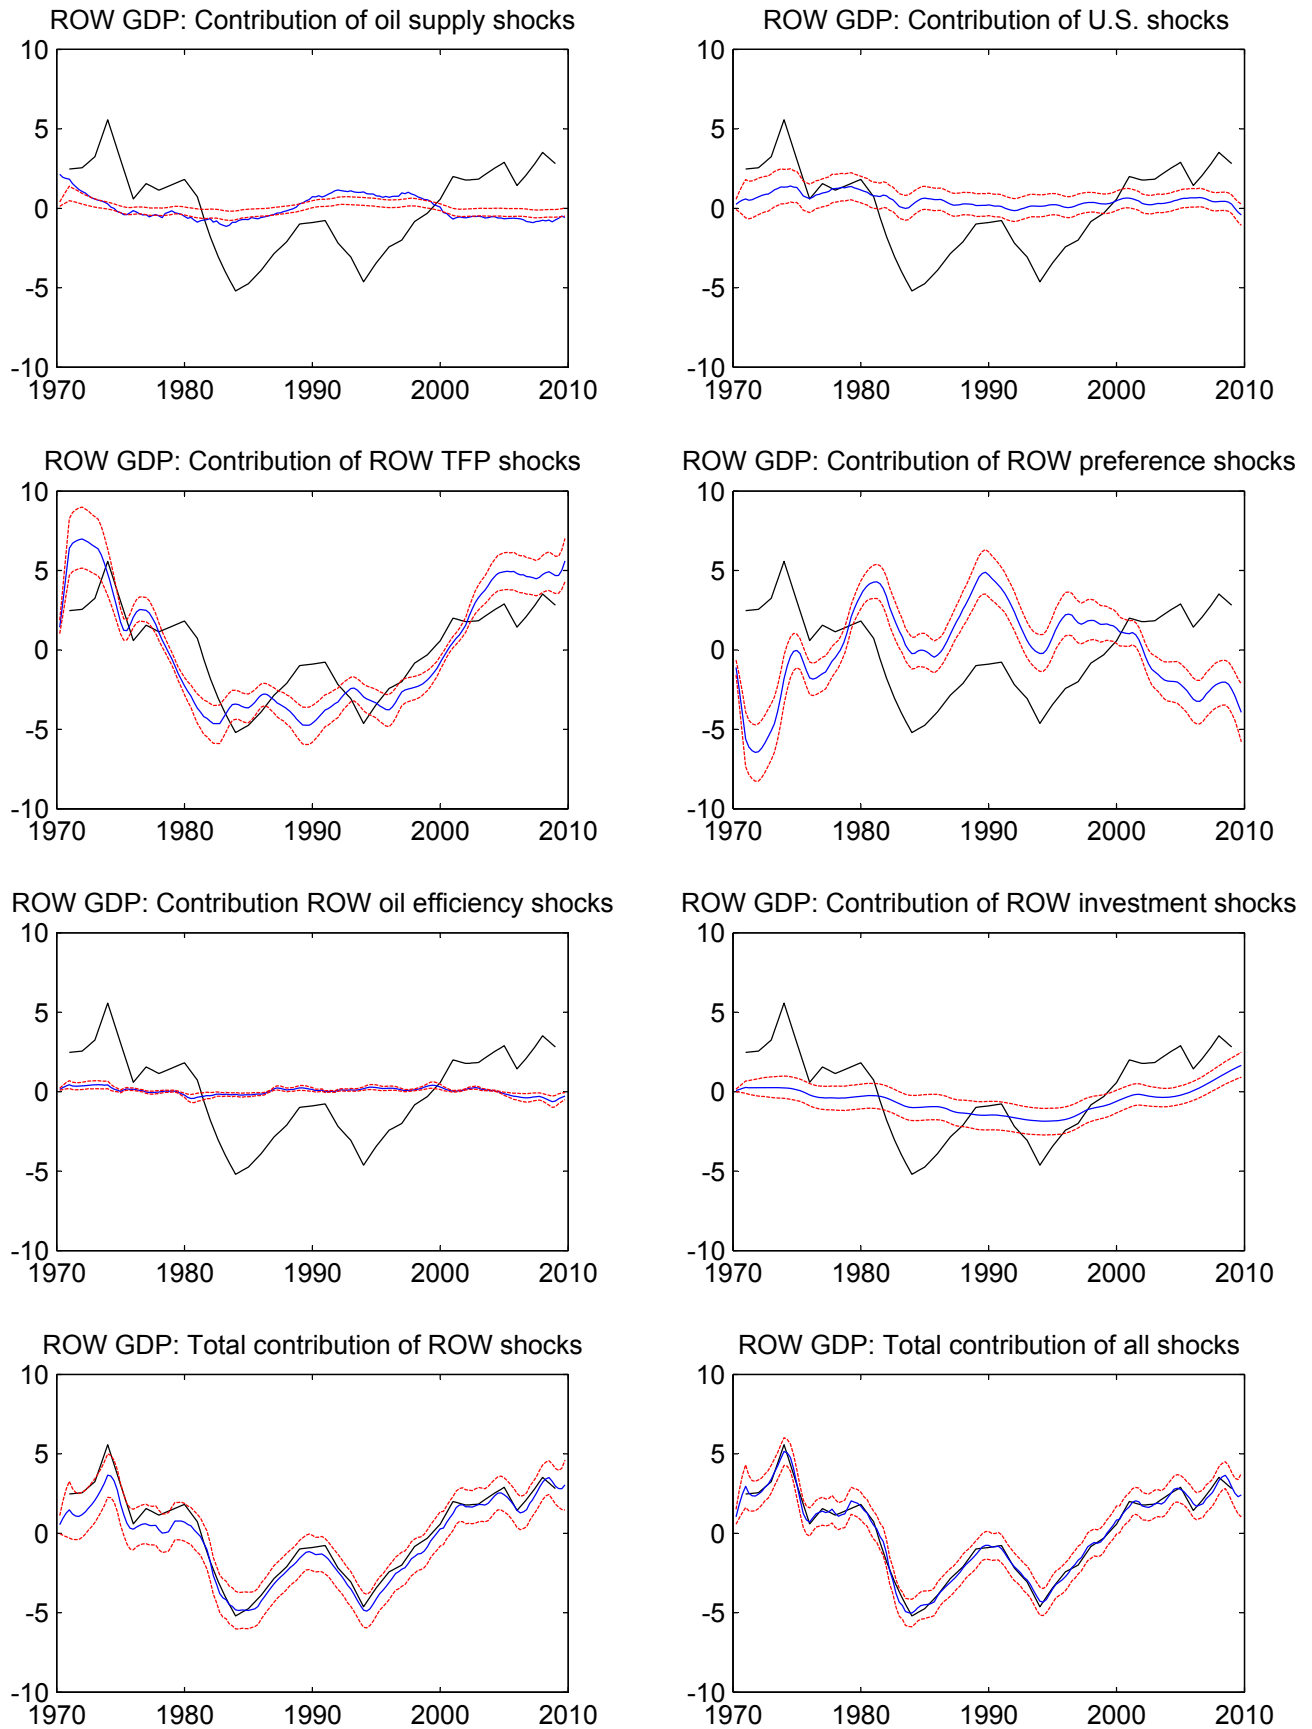 ROW GDP: Contribution of oil supply shocks
10
5
0
-5
-10
1970 1980 1990 2000 2010
ROW GDP: Contribution of U.S. shocks
10
5
0
-5
-10
1970 1980 1990 2000 2010
ROW GDP: Contribution of ROW TFP shocks
10
5
0
-5
-10
1970 1980 1990 2000 2010
ROW GDP: Contribution of ROW preference shocks
10
5
0
-5
-10
1970 1980 1990 2000 2010
ROW GDP: Contribution ROW oil efficiency shocks
10
5
0
-5
-10
1970 1980 1990 2000 2010
ROW GDP: Contribution of ROW investment shocks
10
5
0
-5
-10
1970 1980 1990 2000 2010
ROW GDP: Total contribution of ROW shocks
10
5
0
-5
-10
1970 1980 1990 2000 2010
ROW GDP: Total contribution of all shocks
10
5
0
-5
-10
1970 1980 1990 2000 2010